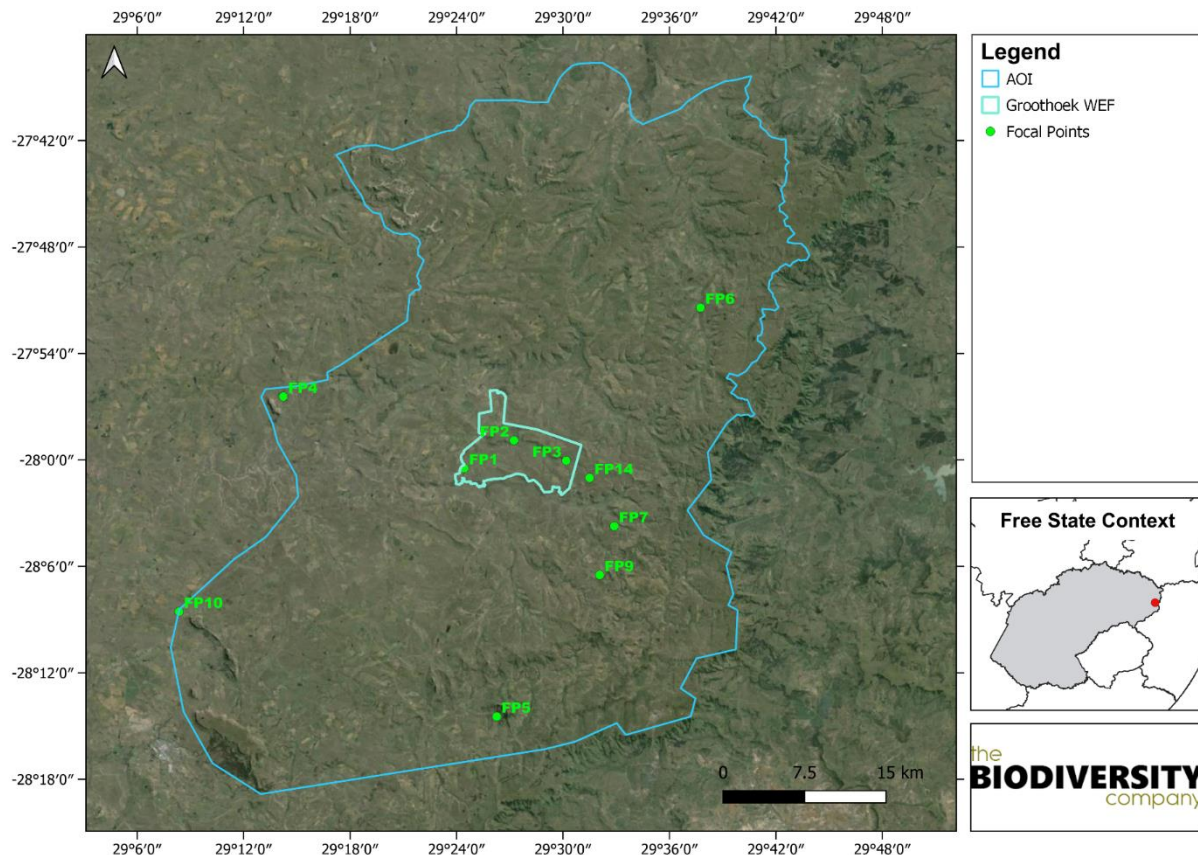 29°6′0″ 29°12′0″ 29°18′0″ 29°24′0″ 29°30′0″ 29°36′0″ 29°42′0″ 29°48′0″
Legend
AOI
Groothoek WEF
Focal Points
-27°42′0″
-27°48′0″
FP6
-27°54′0″
FP4
FP2
FP3
-28°0′0″
FP1
FP14
FP7
Free State Context
-28°6′0″
FP9
FP10
-28°12′0″
FP5
the
BIODIVERSITY
company
-28°18′0″
0 7.5 15 km
29°6′0″ 29°12′0″ 29°18′0″ 29°24′0″ 29°30′0″ 29°36′0″ 29°42′0″ 29°48′0″